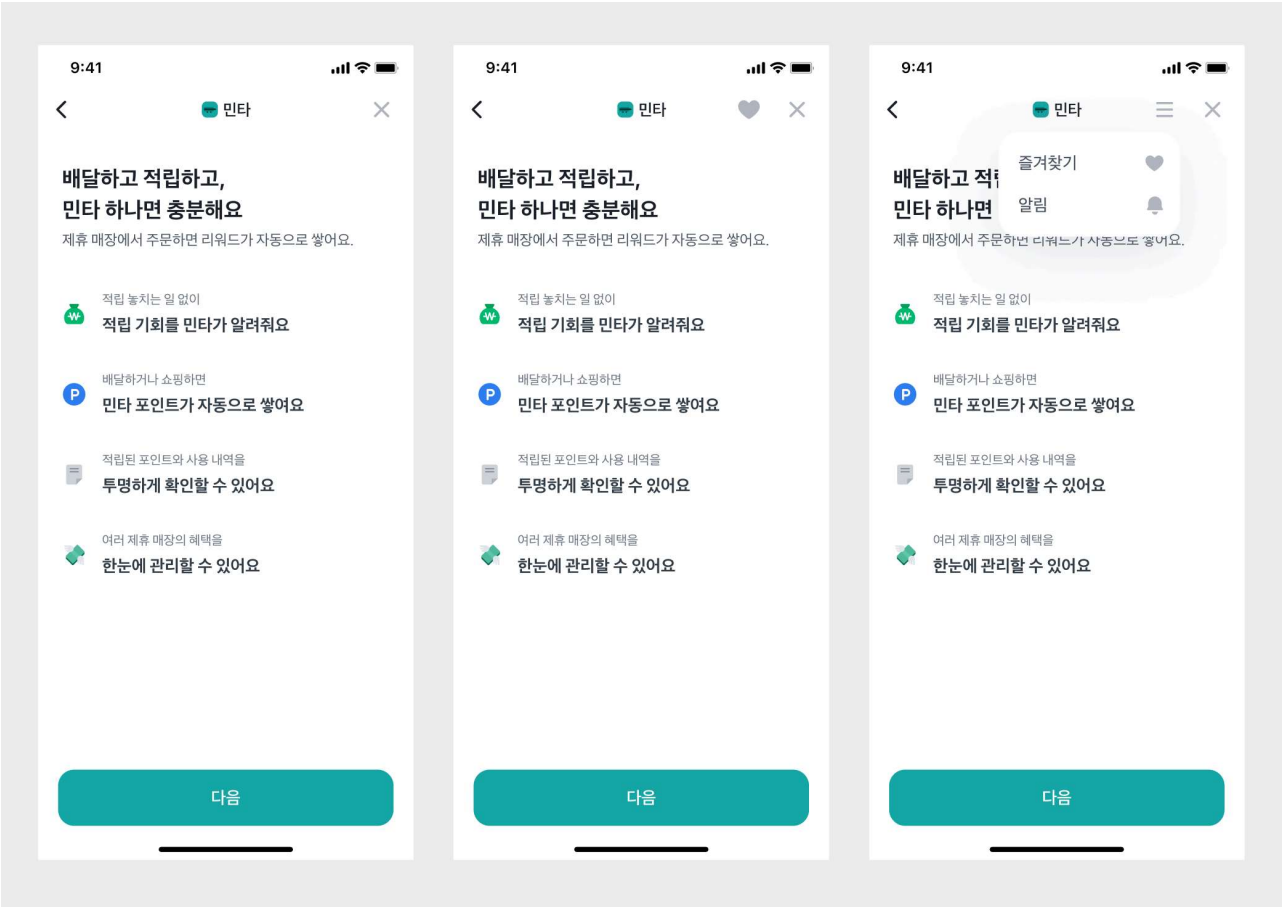 9:41
민타
배달하고 적립하고,
민타 하나면 충분해요
제휴 매장에서 주문하면 리워드가 자동으로 쌓어요.
적립 놓치는 일 없이
적립 기회를 민타가 알려줘요
P
배달하거나 쇼핑하면
민타 포인트가 자동으로 쌓여요
적립된 포인트와 사용 내역을
투명하게 확인할 수 있어요
여러 제휴 매장의 혜택을
한눈에 관리할 수 있어요
다음
9:41
민타
배달하고 적립하고,
민타 하나면 충분해요
제휴 매장에서 주문하면 리워드가 자동으로 쌓어요.
적립 놓치는 일 없이
적립 기회를 민타가 알려줘요
P
배달하거나 쇼핑하면
민타 포인트가 자동으로 쌓여요
적립된 포인트와 사용 내역을
투명하게 확인할 수 있어요
여러 제휴 매장의 혜택을
한눈에 관리할 수 있어요
다음
9:41
민타
즐겨찾기
알림
배달하고
민타 하나면
제휴 매장에서 주문하면 리워드가 자동으로 쌓어요.
적립 놓치는 일 없이
적립 기회를 민타가 알려줘요
P
배달하거나 쇼핑하면
민타 포인트가 자동으로 쌓여요
적립된 포인트와 사용 내역을
투명하게 확인할 수 있어요
여러 제휴 매장의 혜택을
한눈에 관리할 수 있어요
다음